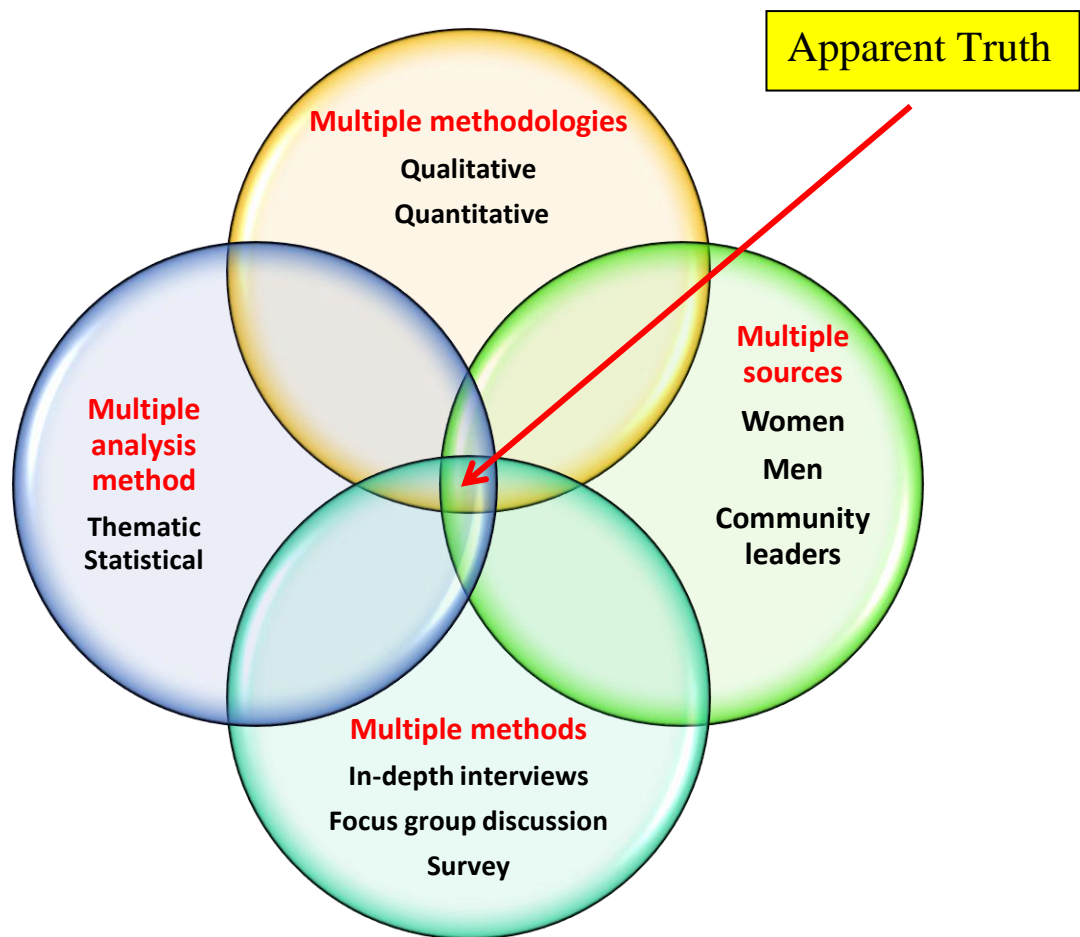 Apparent Truth
Multiple methodologies
Qualitative
Quantitative
Multiple
sources
Women
Men
Community
leaders
Multiple
analysis
method
Thematic
Statistical
Multiple methods
In-depth interviews
Focus group discussion
Survey